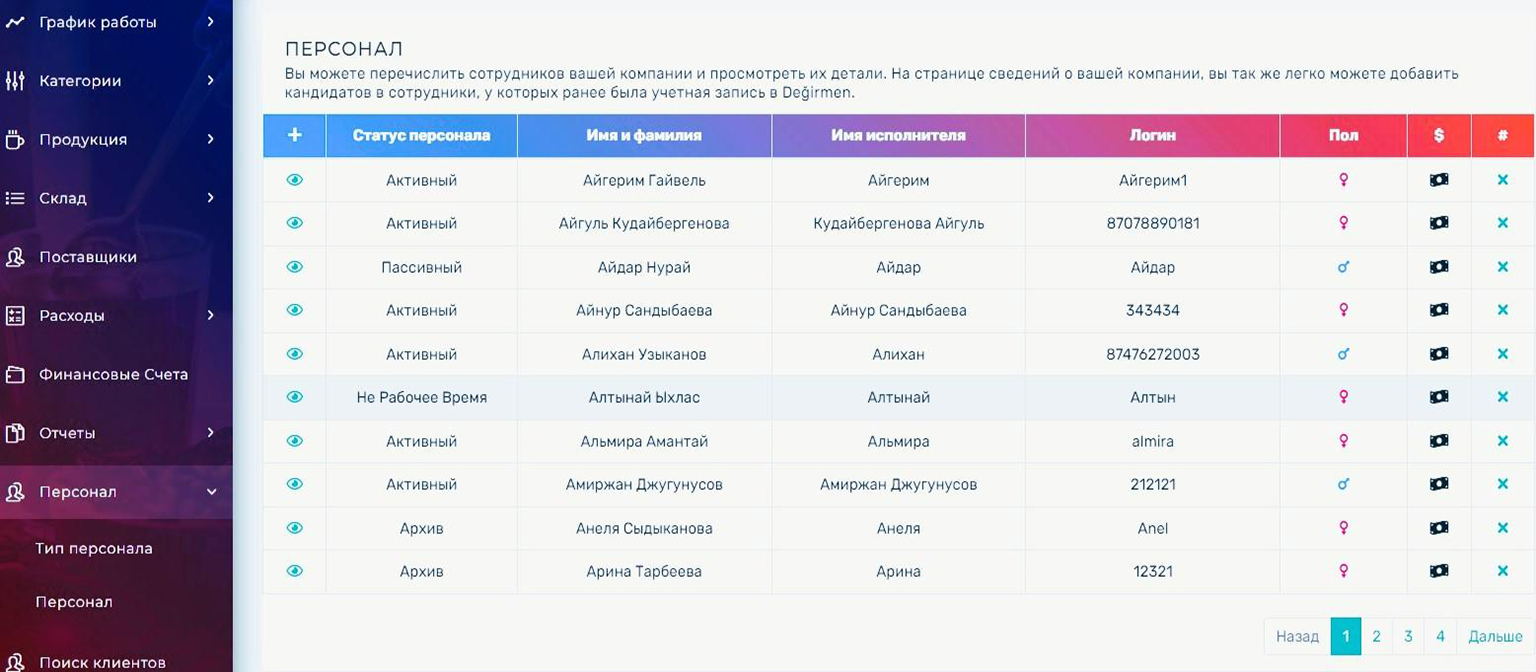 График работы
Категории
Продукция
Склад
Поставщики
Расходы
Финансовые Счета
Отчеты
Персонал
Тип персонала
Персонал
Поиск клиентов
ПЕРСОНАЛ
Вы можете перечислить сотрудников вашей компании и просмотреть их детали. На странице сведений о вашей компании, вы так же легко можете добавить
кандидатов в сотрудники, у которых ранее была учетная запись в Değirmen.
+ Статус персонала Имя и фамилия Имя исполнителя Логин Пол $ #
Активный Айгерим Гайвель Айгерим Айгерим1
Активный Айгуль Кудайбергенова Кудайбергенова Айгуль 87078890181
Пассивный Айдар Нурай Айдар Айдар
Активный Айнур Сандыбаева Айнур Сандыбаева 343434
Активный Алихан Узыканов Алихан 87476272003
Не Рабочее Время Алтынай Ыхлас Алтынай Алтын
Активный Альмира Амантай Альмира almira
Активный Амиржан Джугунусов Амиржан Джугунусов 212121
Архив Анеля Сыдыканова Анеля Anel
Архив Арина Тарбеева Арина 12321
Назад 1 2 3 4 Дальше